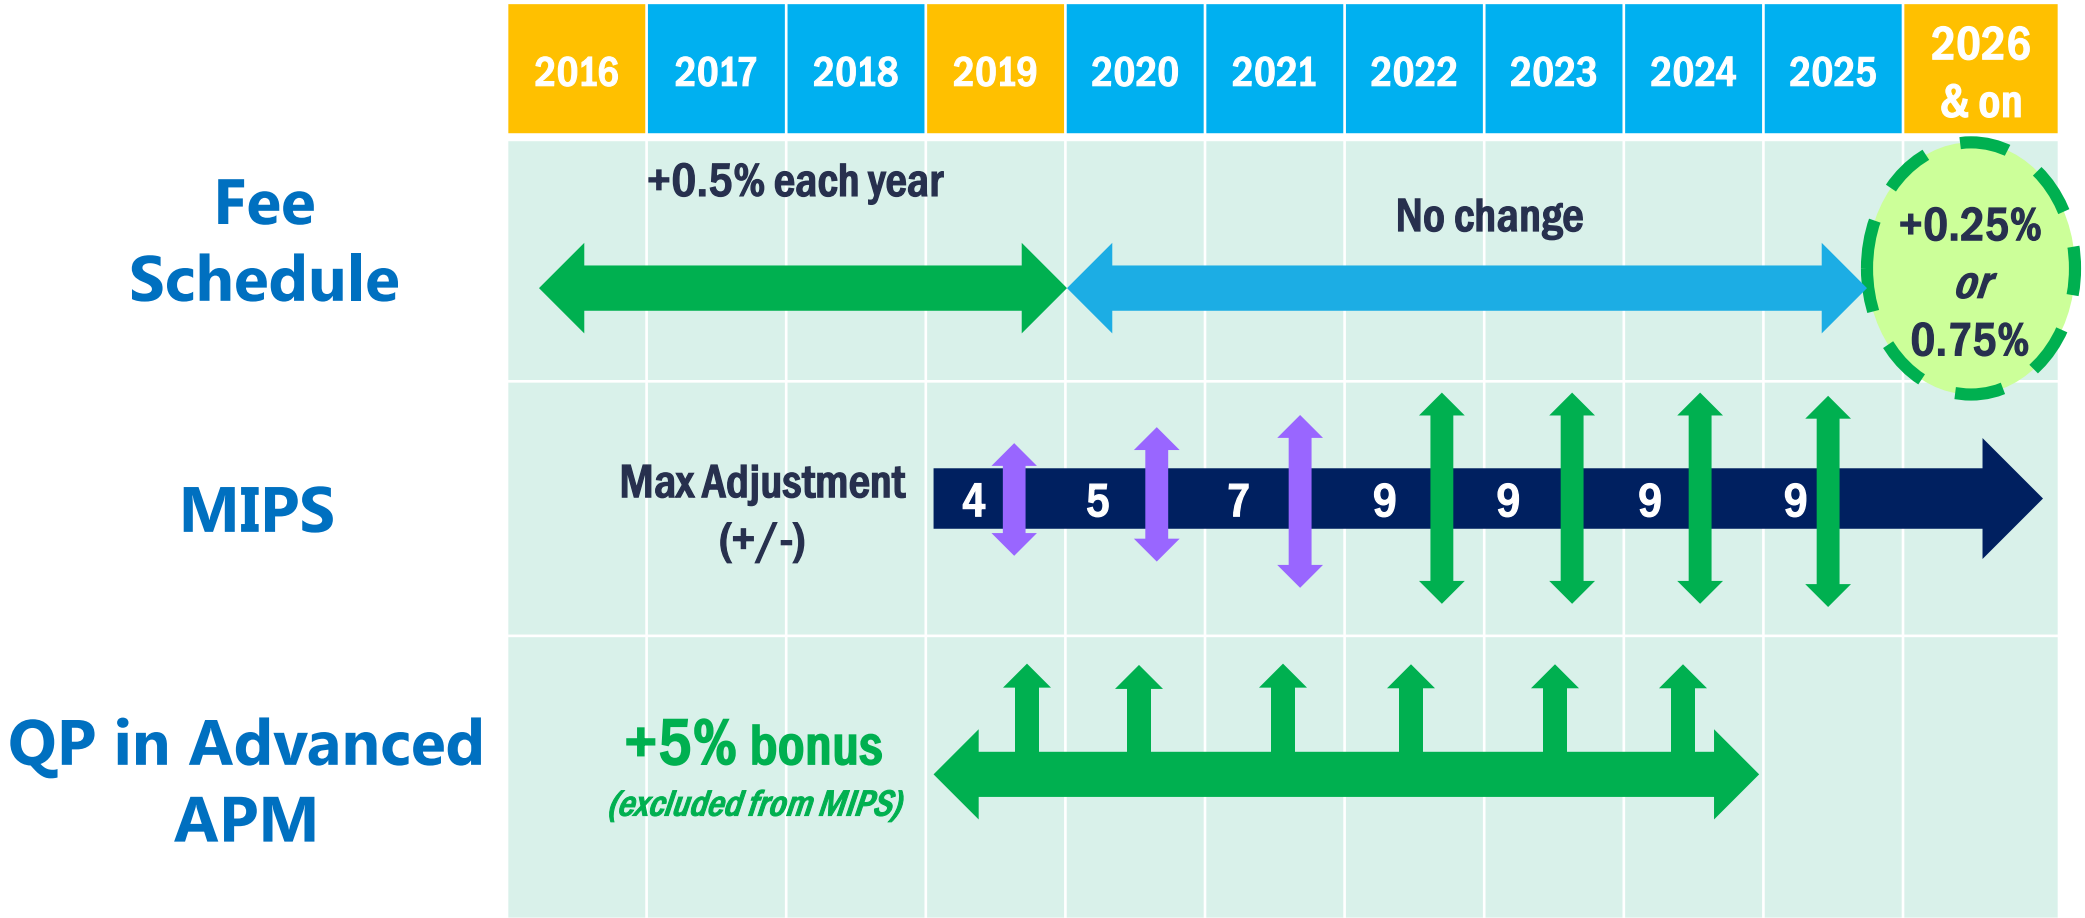 2016 2017 2018 2019 2020 2021 2022 2023 2024 2025 2026
& on
Fee
Schedule
+0.5% each year
No change
+0.25%
or
0.75%
MIPS
Max Adjustment
(+/-)
4 5 7 9 9 9 9
QP in Advanced
APM
+5% bonus
(excluded from MIPS)